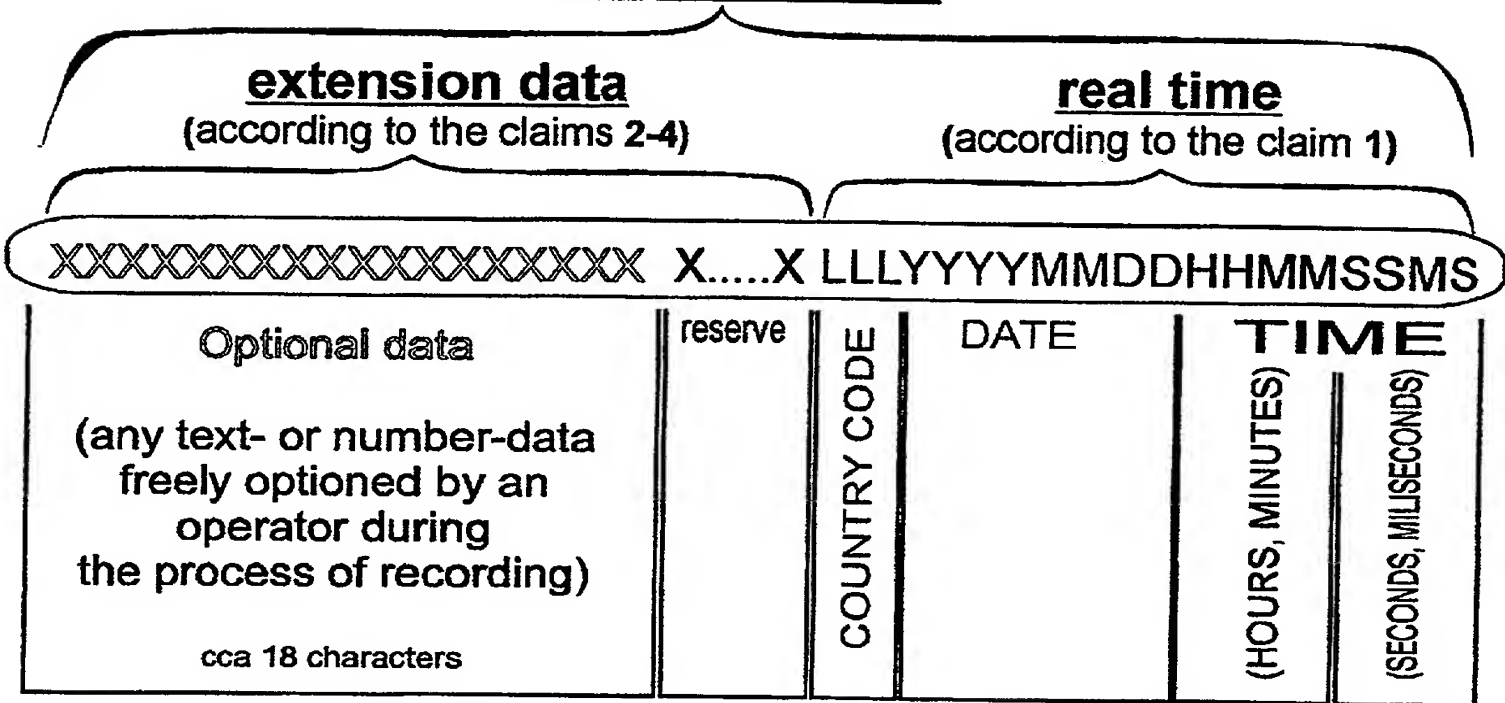 extension data
(according to the claims 2-4)
real time
(according to the claim 1)
XXXXXXXXXXXXXXXXXX X.....X LLLYYYYMMDDHHMMSSMS
Optional data
(any text- or number-data
freely optioned by an
operator during
the process of recording)
cca 18 characters
reserve
COUNTRY CODE
DATE
TIME
(HOURS, MINUTES)
(SECONDS, MILISECONDS)